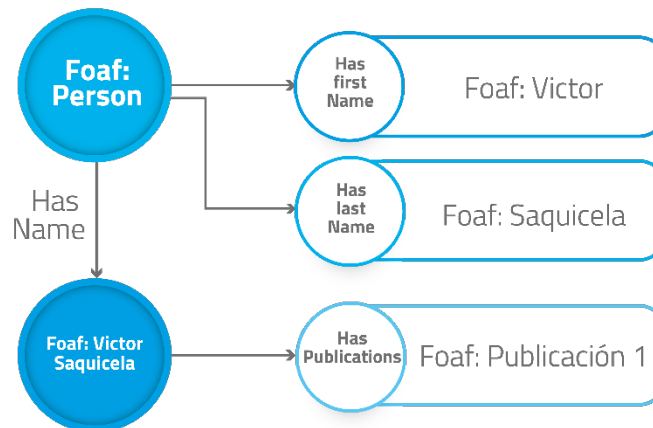 Foaf:
Person
Has
first
Name
Foaf: Victor
Has
last
Name
Foaf: Saquicela
Has
Name
Foaf: Victor
Saquicela
Has
Publications
Foaf: Publicación 1